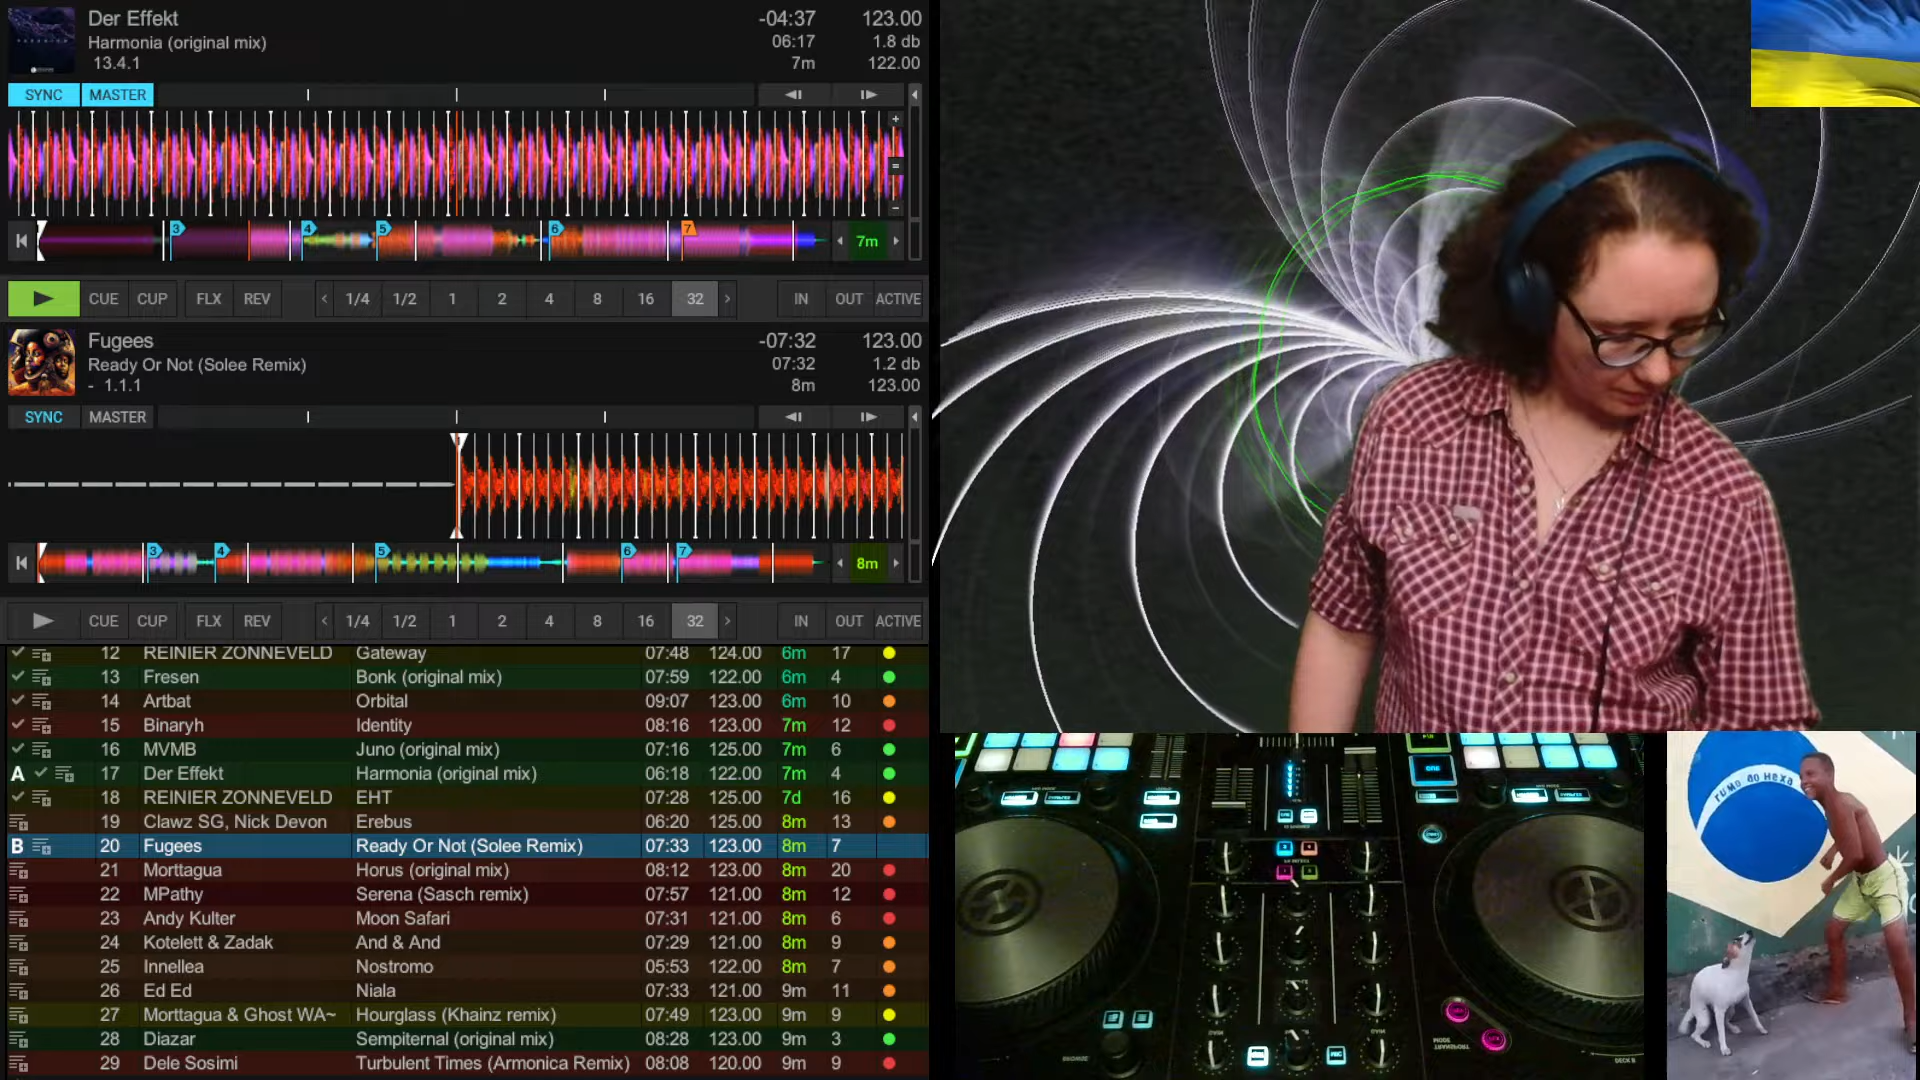 Der Effekt -04:37 123.00
Harmonia (original mix) 06:17 1.8 db
13.4.1 7m 122.00
SYNC MASTER
3 4 5 6 7 7m
CUE CUP FLX REV 1/4 1/2 1 2 4 8 16 32 IN OUT ACTIVE
Fugees -07:32 123.00
Ready Or Not (Solee Remix) 07:32 1.2 db
- 1.1.1 8m 123.00
SYNC MASTER
3 4 5 6 7 8m
CUE CUP FLX REV 1/4 1/2 1 2 4 8 16 32 IN OUT ACTIVE
12 REINIER ZONNEVELD Gateway 07:48 124.00 6m 17
13 Fresen Bonk (original mix) 07:59 122.00 6m 4
14 Artbat Orbital 09:07 123.00 6m 10
15 Binaryh Identity 08:16 123.00 7m 12
16 MVMB Juno (original mix) 07:16 125.00 7m 6
A 17 Der Effekt Harmonia (original mix) 06:18 122.00 7m 4
18 REINIER ZONNEVELD EHT 07:28 125.00 7d 16
19 Clawz SG, Nick Devon Erebus 06:20 125.00 8m 13
B 20 Fugees Ready Or Not (Solee Remix) 07:33 123.00 8m 7
21 Morttagua Horus (original mix) 08:12 123.00 8m 20
22 MPathy Serena (Sasch remix) 07:57 121.00 8m 12
23 Andy Kulter Moon Safari 07:31 121.00 8m 6
24 Kotelett & Zadak And & And 07:29 121.00 8m 9
25 Innellea Nostromo 05:53 122.00 8m 7
26 Ed Ed Niala 07:33 121.00 9m 11
27 Morttagua & Ghost WA~ Hourglass (Khainz remix) 07:49 123.00 9m 9
28 Diazar Sempiternal (original mix) 08:28 123.00 9m 3
29 Dele Sosimi Turbulent Times (Armonica Remix) 08:08 120.00 9m 9
rumo ao Hexa